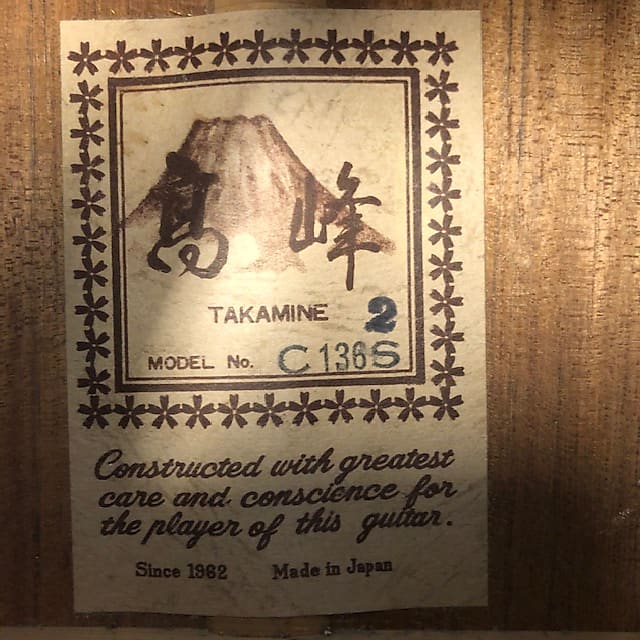 高峰
TAKAMINE 2
MODEL No. C136S
Constructed with greatest
care and conscience for
the player of this guitar.
Since 1962 Made in Japan